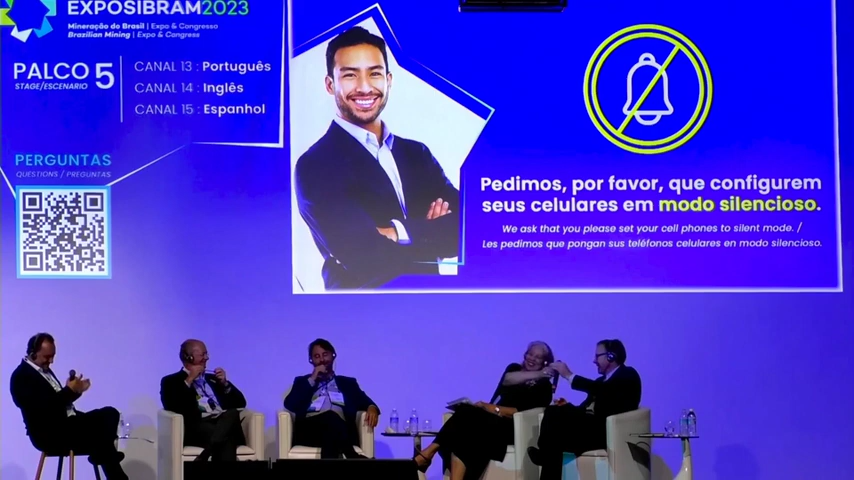 EXPOSIBRAM2023
Mineração do Brasil | Expo & Congresso
Brazilian Mining | Expo & Congress
PALCO 5
STAGE/ESCENARIO
CANAL 13 : Português
CANAL 14 : Inglês
CANAL 15 : Espanhol
PERGUNTAS
QUESTIONS / PREGUNTAS
Pedimos, por favor, que configurem
seus celulares em modo silencioso.
We ask that you please set your cell phones to silent mode. /
Les pedimos que pongan sus teléfonos celulares en modo silencioso.